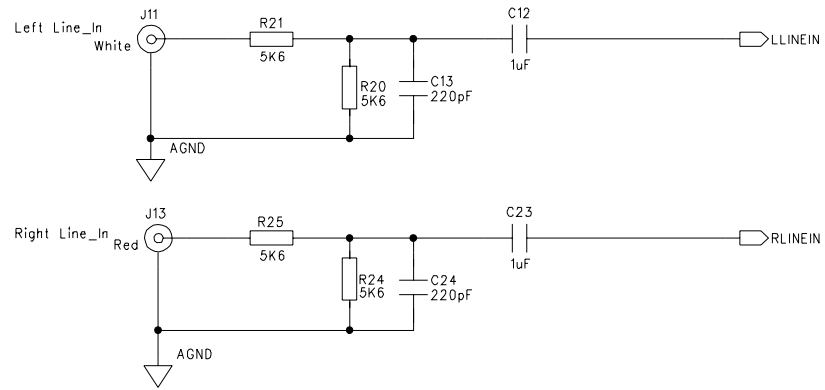 J11
R21
C12
Left Line_In
White
LLINEIN
5K6
1uF
R20
5K6
C13
220pF
AGND
J13
R25
C23
Right Line_In
Red
RLINEIN
5K6
1uF
R24
5K6
C24
220pF
AGND